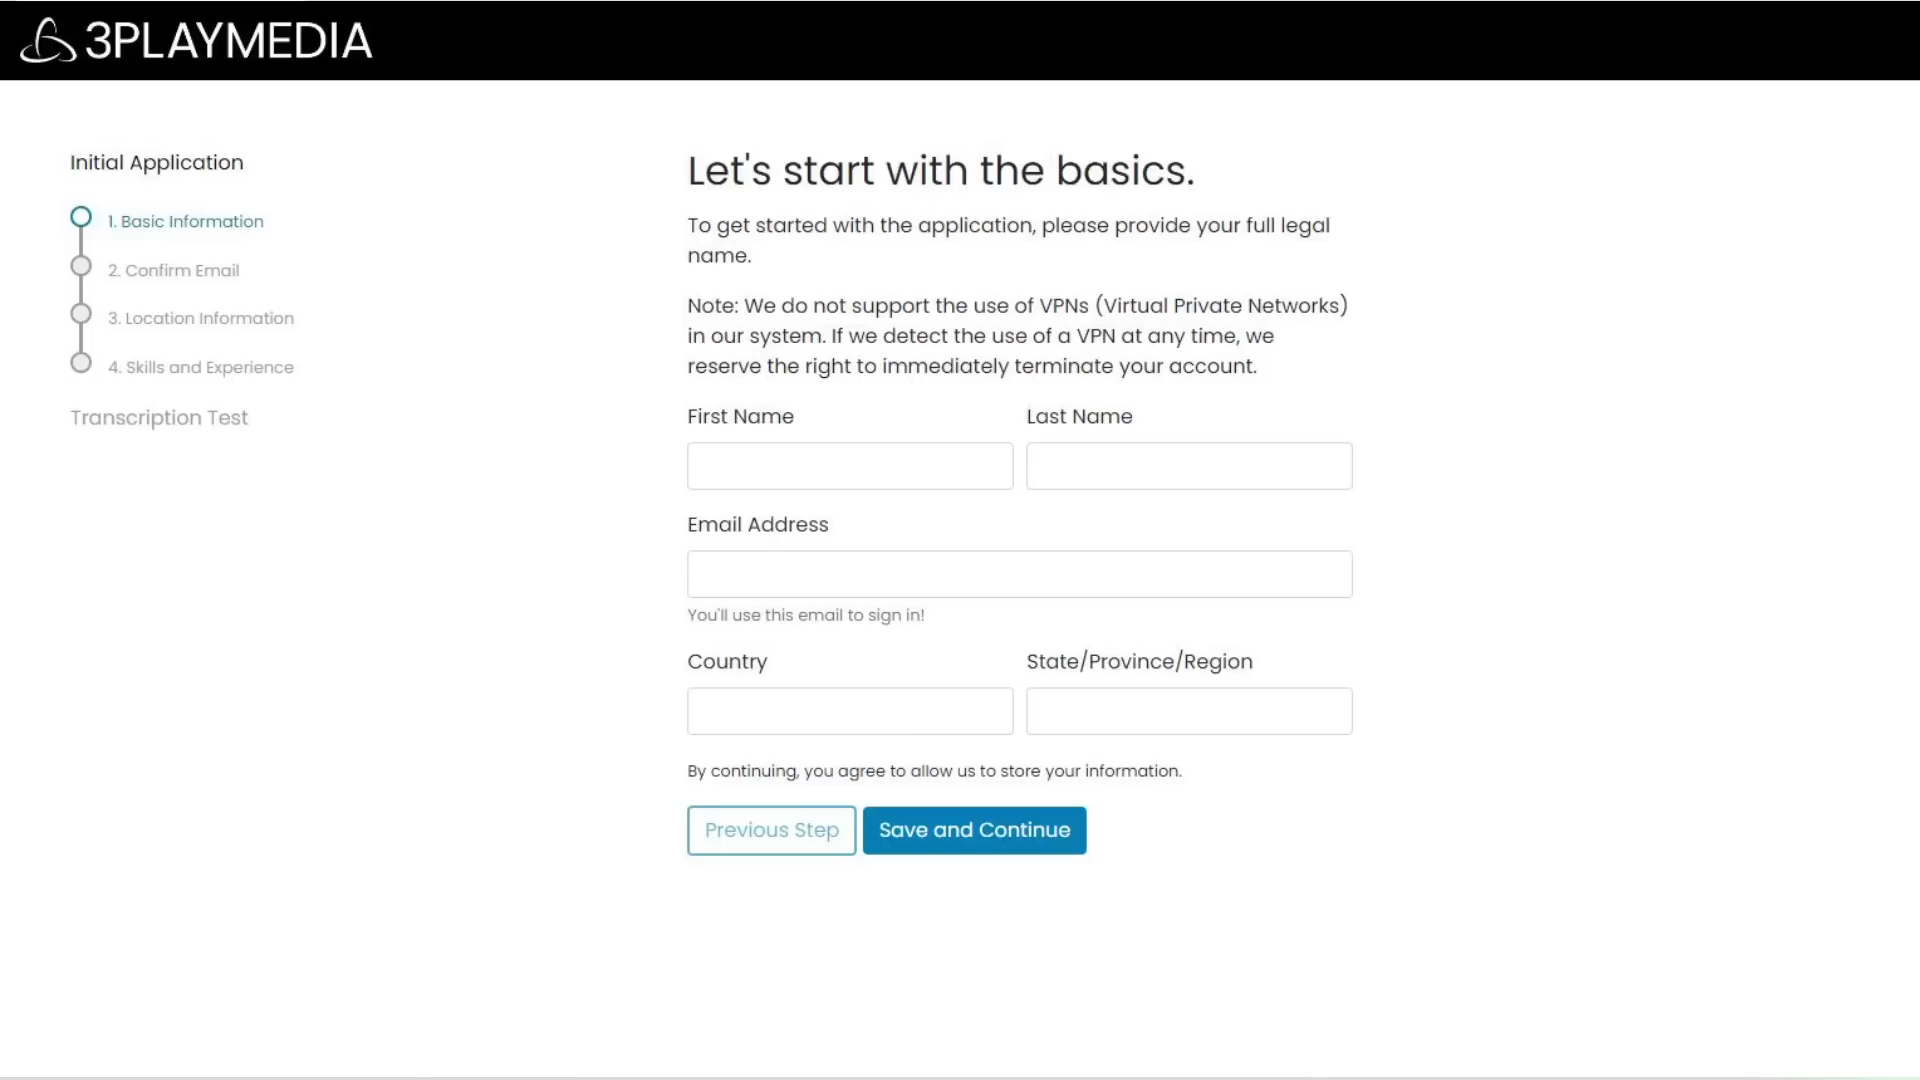 3PLAYMEDIA
Initial Application
1. Basic Information
2. Confirm Email
3. Location Information
4. Skills and Experience
Transcription Test
Let's start with the basics.
To get started with the application, please provide your full legal
name.
Note: We do not support the use of VPNs (Virtual Private Networks)
in our system. If we detect the use of a VPN at any time, we
reserve the right to immediately terminate your account.
First Name Last Name
Email Address
You'll use this email to sign in!
Country State/Province/Region
By continuing, you agree to allow us to store your information.
Previous Step Save and Continue